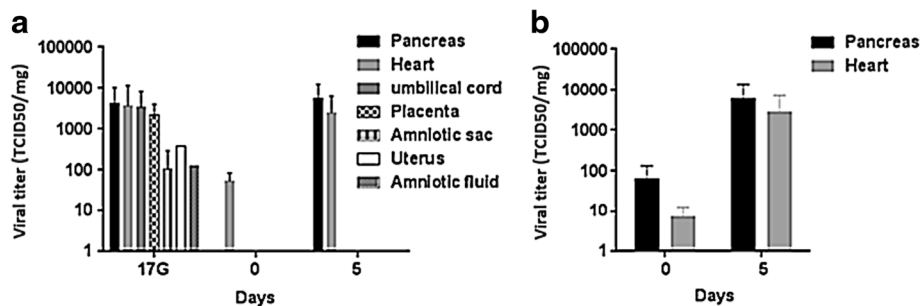 a
Viral titer (TCID50/mg)
100000
10000
1000
100
10
1
17G 0 5
Days
Pancreas
Heart
umbilical cord
Placenta
Amniotic sac
Uterus
Amniotic fluid
b
Viral titer (TCID50/mg)
100000
10000
1000
100
10
1
0 5
Days
Pancreas
Heart